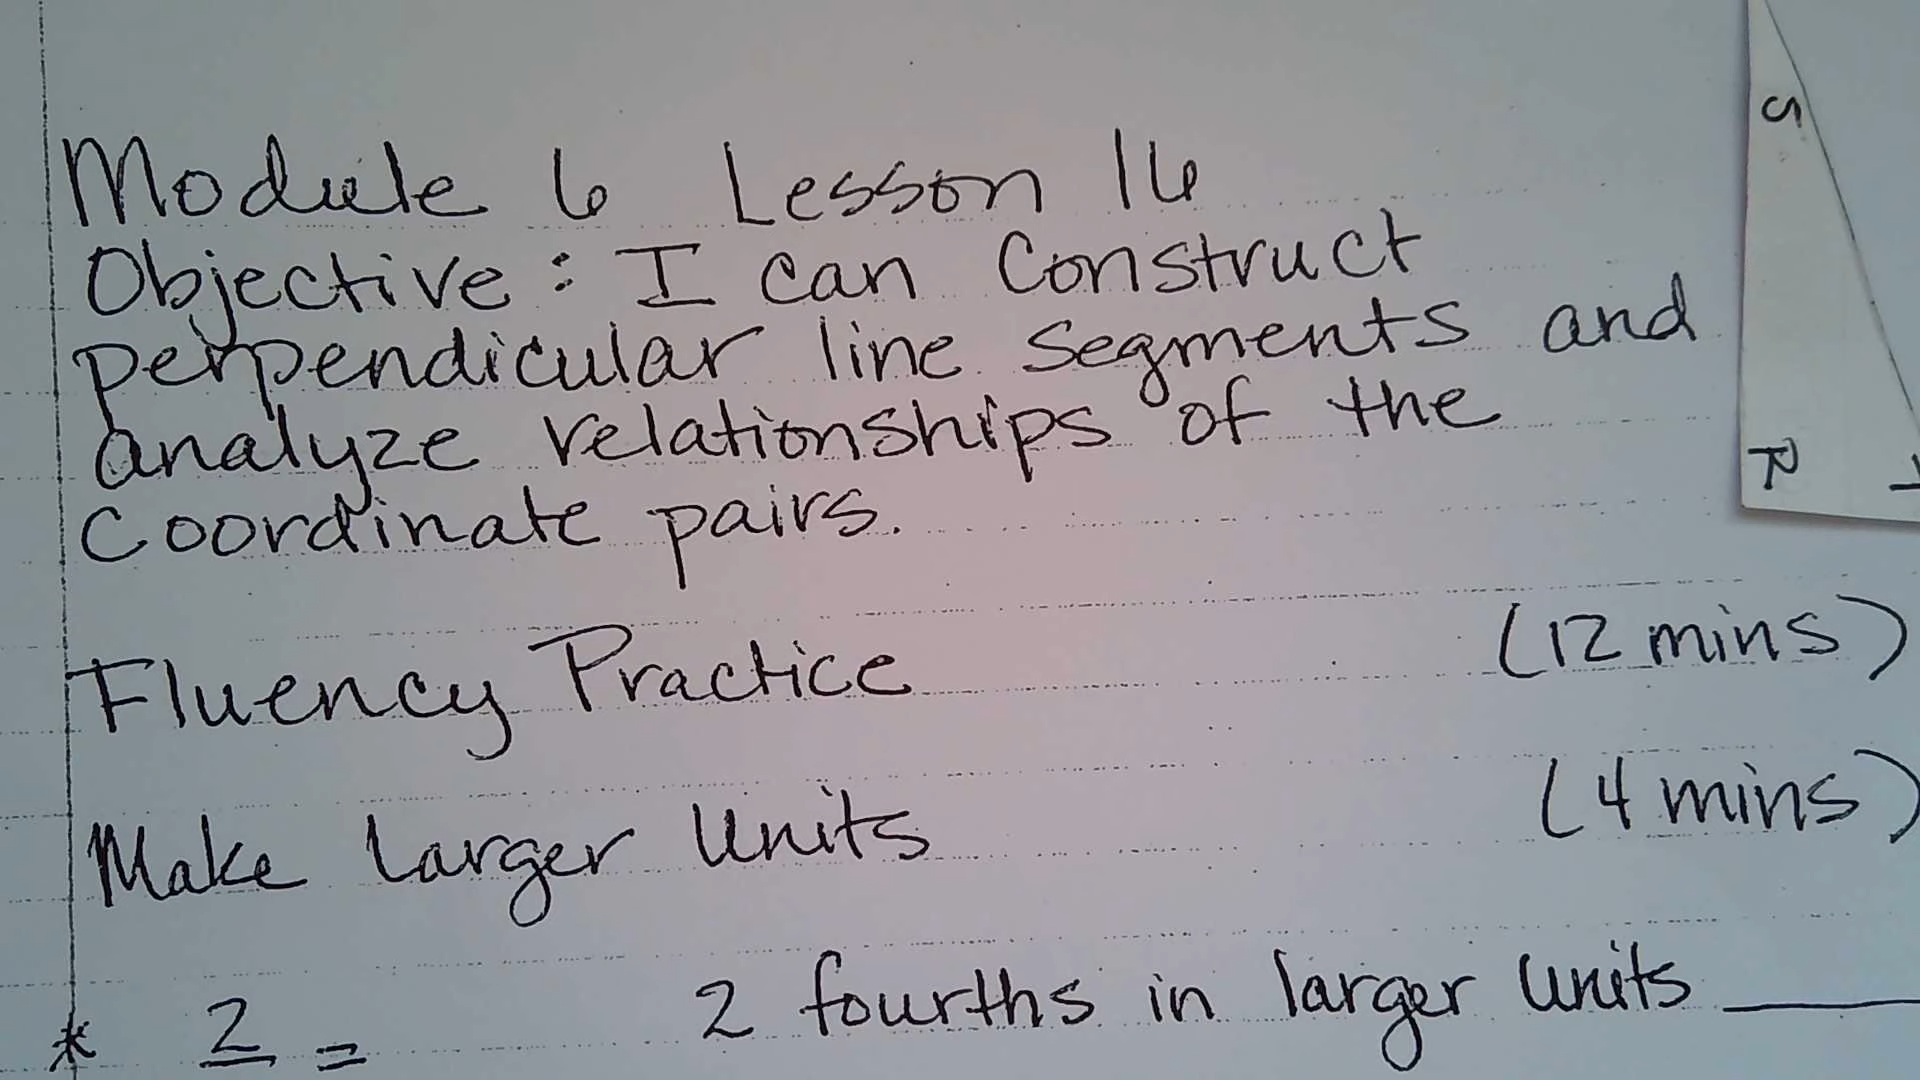 Module 6 Lesson 16
Objective: I can construct
perpendicular line segments and
analyze relationships of the
coordinate pairs.
Fluency Practice (12 mins)
Make Larger Units (4 mins)
* 2 = 2 fourths in larger units ____
S
R